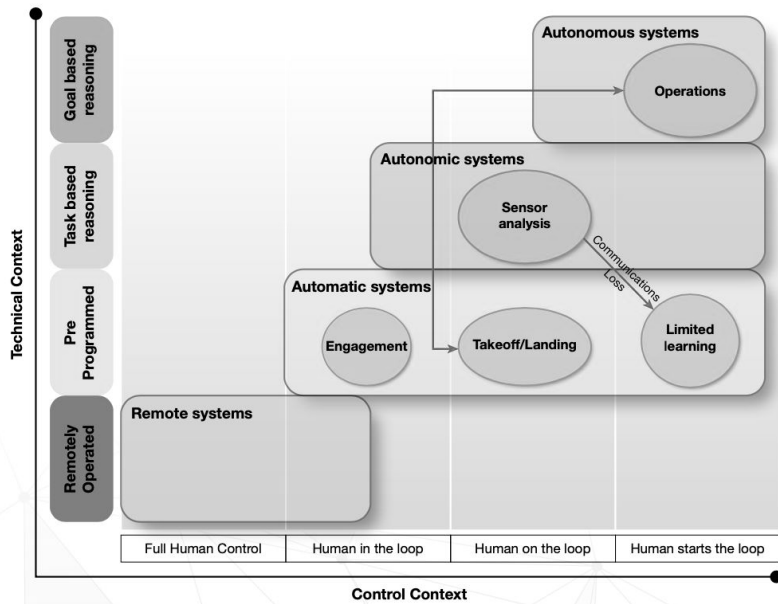 Technical Context
Goal based
reasoning
Task based
reasoning
Pre
Programmed
Remotely
Operated
Autonomous systems
Operations
Autonomic systems
Sensor
analysis
Communications
Loss
Automatic systems
Engagement
Takeoff/Landing
Limited
learning
Remote systems
Full Human Control
Human in the loop
Human on the loop
Human starts the loop
Control Context